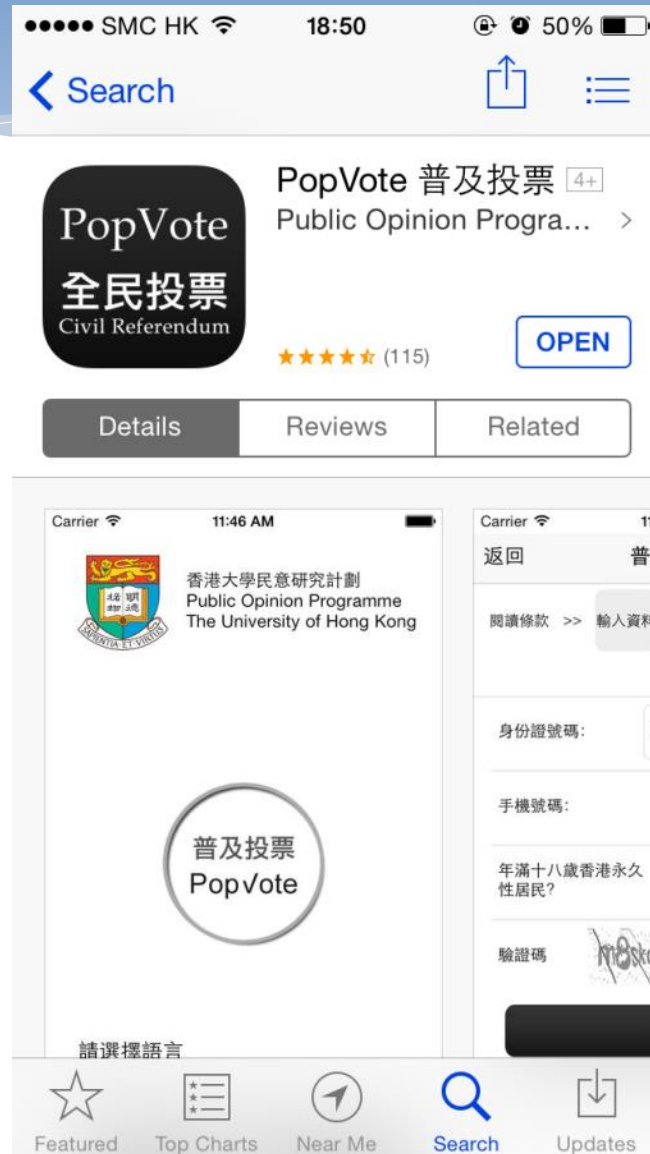 SMC HK 18:50 50%
Search
PopVote 普及投票 4+
Public Opinion Progra...
PopVote
全民投票
Civil Referendum
(115)
OPEN
Details Reviews Related
Carrier 11:46 AM
香港大學民意研究計劃
Public Opinion Programme
The University of Hong Kong
SAPIENTIA ET VIRTUS
普及投票
Pop√ote
請選擇語言
Carrier
返回
閱讀條款 >> 輸入資料
身份證號碼:
手機號碼:
年滿十八歲香港永久
性居民?
驗證碼
Featured Top Charts Near Me Search Updates